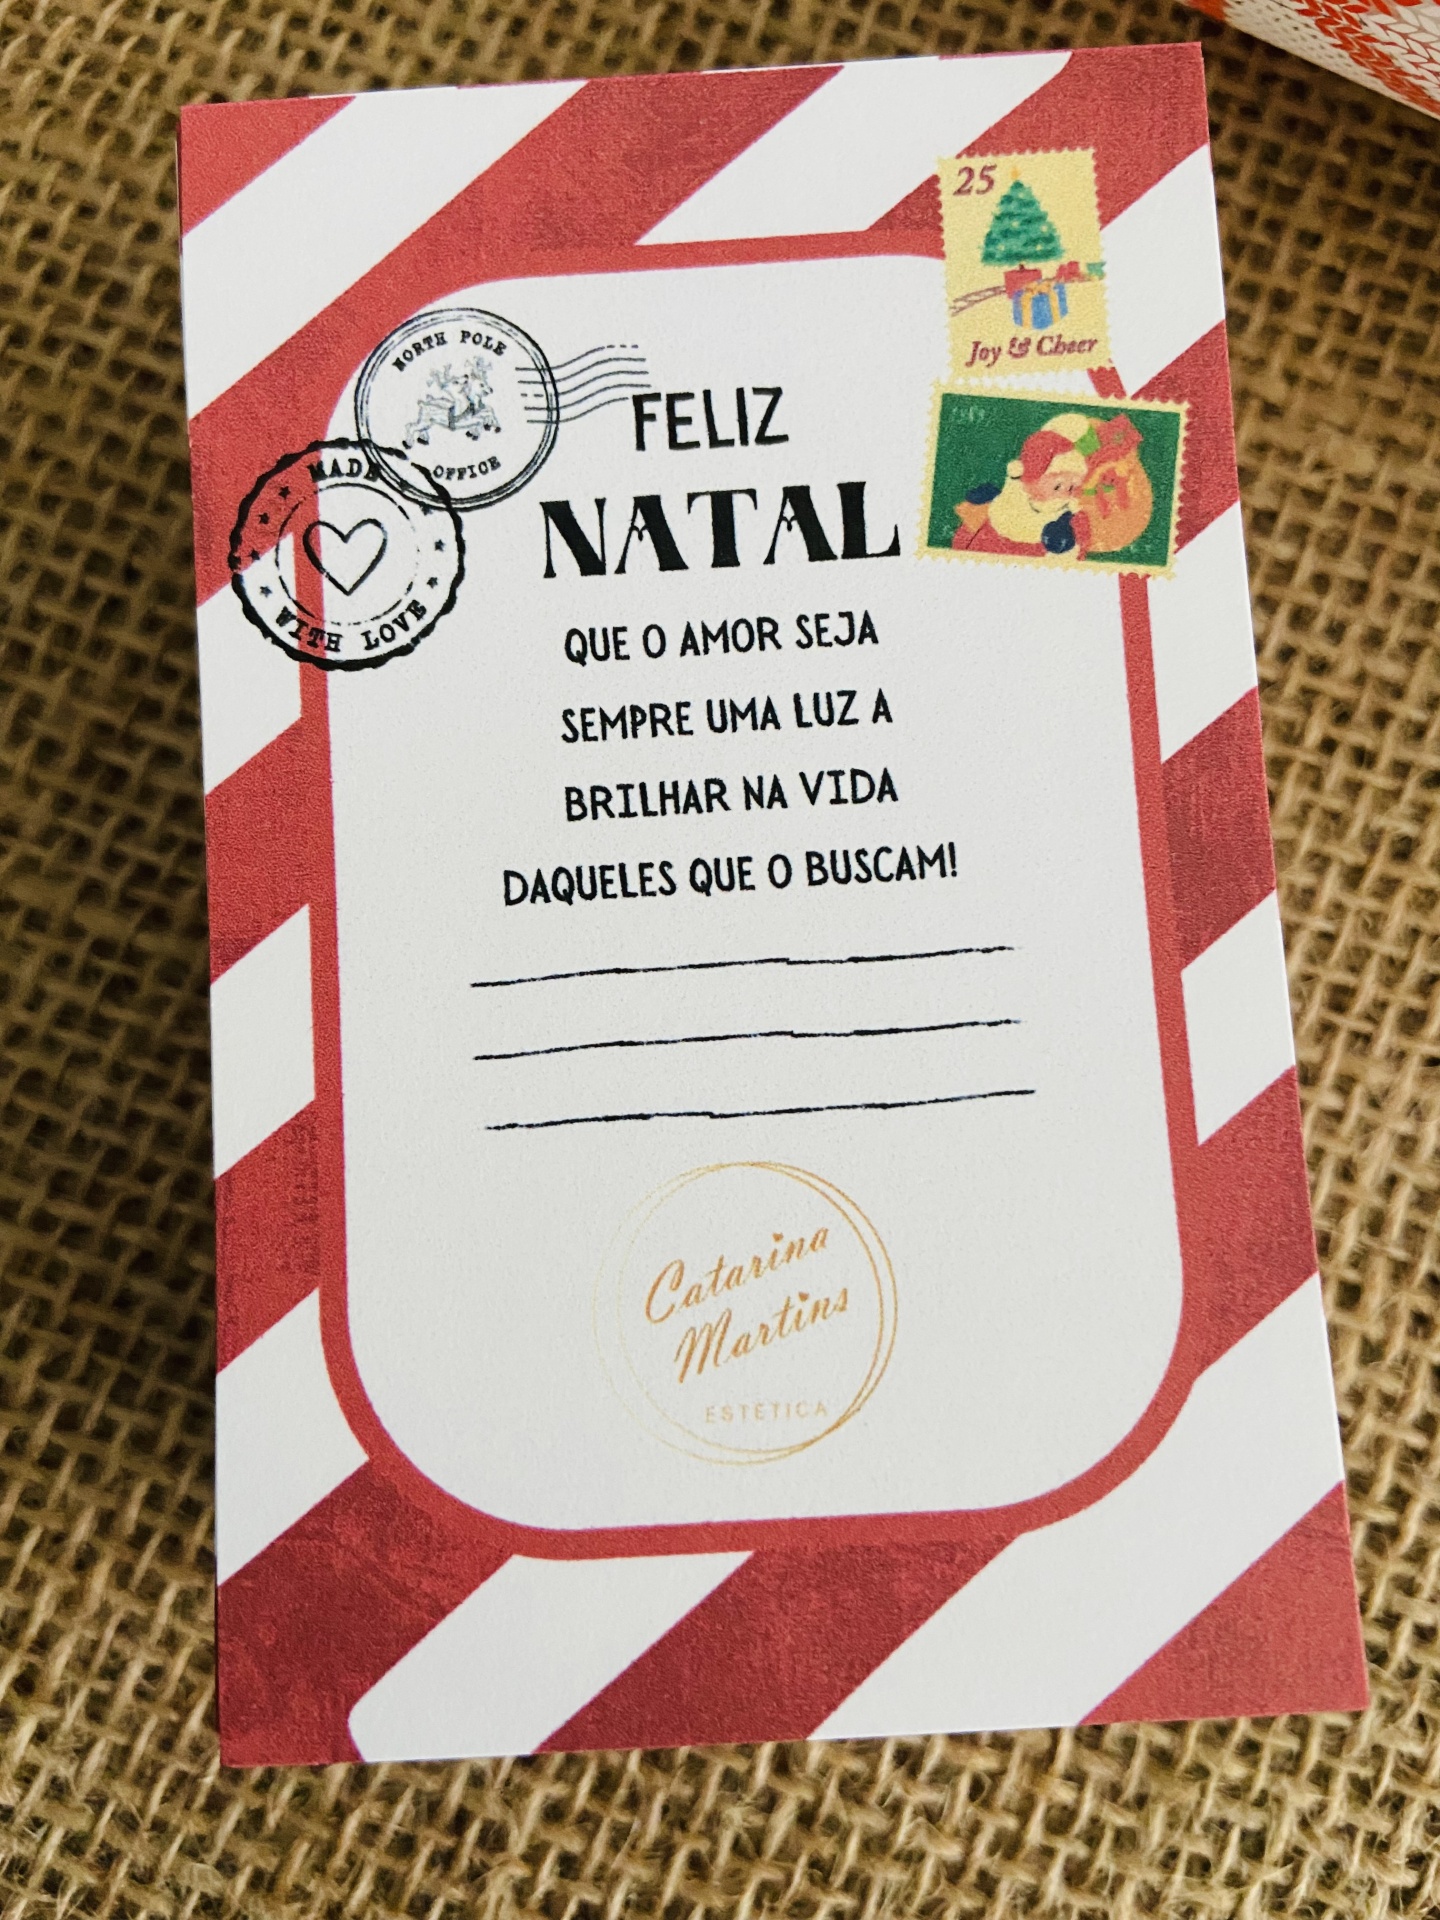 25
Joy & Cheer
NORTH POLE
OFFICE
MADE
WITH LOVE
FELIZ
NATAL
QUE O AMOR SEJA
SEMPRE UMA LUZ A
BRILHAR NA VIDA
DAQUELES QUE O BUSCAM!
Catarina
Martins
ESTÉTICA